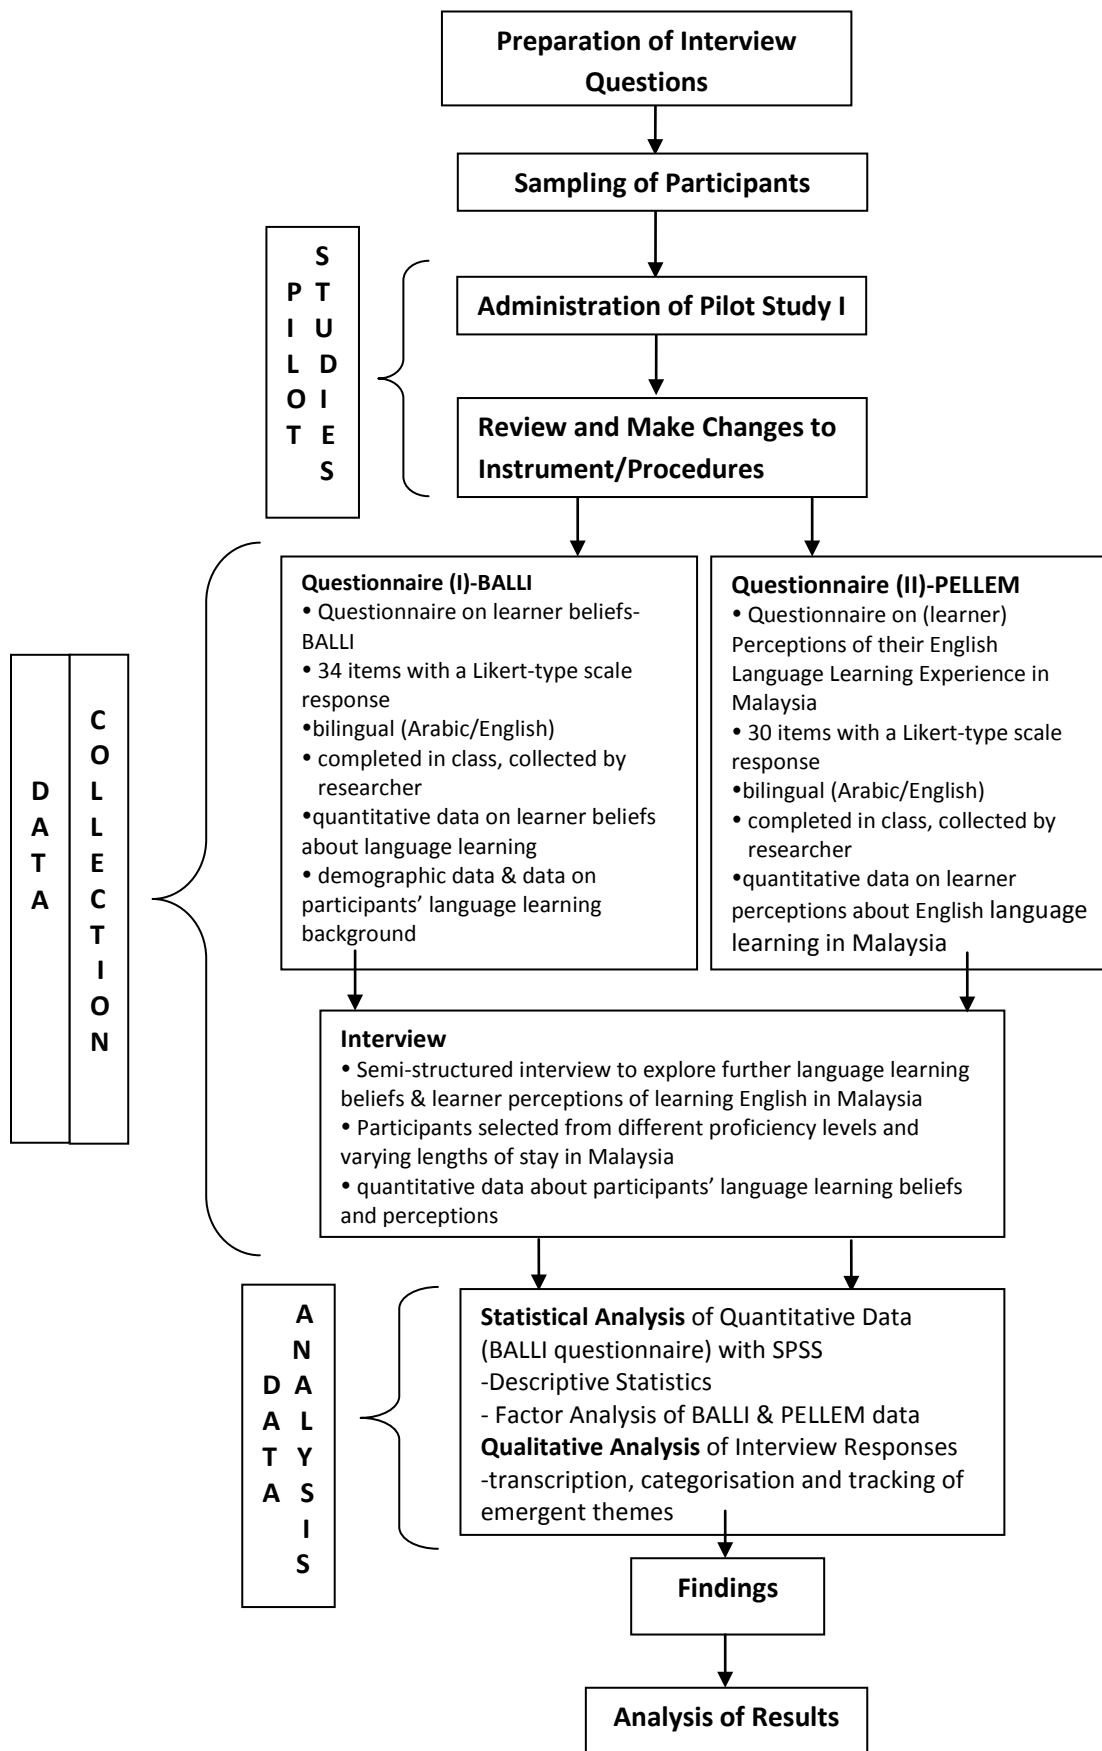 Preparation of Interview
Questions
Sampling of Participants
PILOT
STUDIES
Administration of Pilot Study I
Review and Make Changes to
Instrument/Procedures
DATA
COLLECTION
Questionnaire (I)-BALLI
• Questionnaire on learner beliefs-
BALLI
• 34 items with a Likert-type scale
response
•bilingual (Arabic/English)
• completed in class, collected by
researcher
•quantitative data on learner beliefs
about language learning
• demographic data & data on
participants’ language learning
background
Questionnaire (II)-PELLEM
• Questionnaire on (learner)
Perceptions of their English
Language Learning Experience in
Malaysia
• 30 items with a Likert-type scale
response
•bilingual (Arabic/English)
• completed in class, collected by
researcher
•quantitative data on learner
perceptions about English language
learning in Malaysia
Interview
• Semi-structured interview to explore further language learning
beliefs & learner perceptions of learning English in Malaysia
• Participants selected from different proficiency levels and
varying lengths of stay in Malaysia
• quantitative data about participants’ language learning beliefs
and perceptions
DATA
ANALYSIS
Statistical Analysis of Quantitative Data
(BALLI questionnaire) with SPSS
-Descriptive Statistics
- Factor Analysis of BALLI & PELLEM data
Qualitative Analysis of Interview Responses
-transcription, categorisation and tracking of
emergent themes
Findings
Analysis of Results